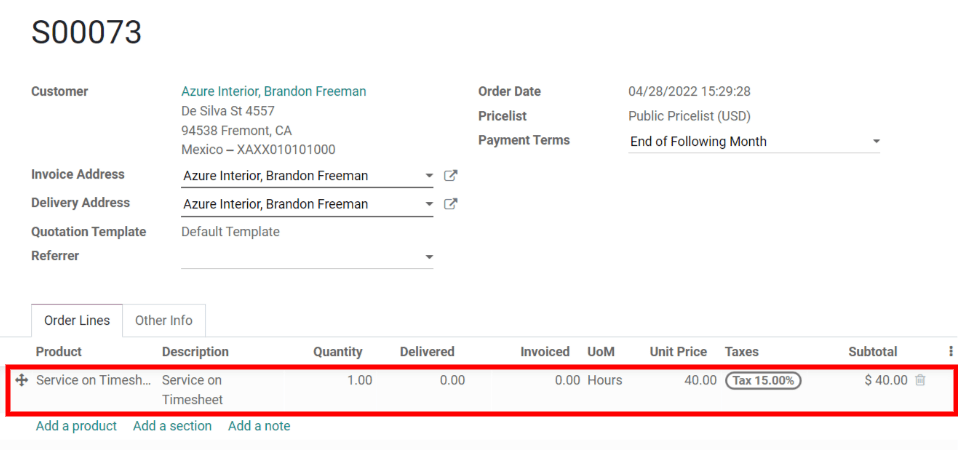 S00073
Customer Azure Interior, Brandon Freeman
De Silva St 4557
94538 Fremont, CA
Mexico – XAXX010101000
Order Date 04/28/2022 15:29:28
Pricelist Public Pricelist (USD)
Payment Terms End of Following Month
Invoice Address Azure Interior, Brandon Freeman
Delivery Address Azure Interior, Brandon Freeman
Quotation Template Default Template
Referrer
Order Lines Other Info
Product Description Quantity Delivered Invoiced UoM Unit Price Taxes Subtotal
Service on Timesh... Service on 1.00 0.00 0.00 Hours 40.00 Tax 15.00% $ 40.00
Timesheet
Add a product Add a section Add a note